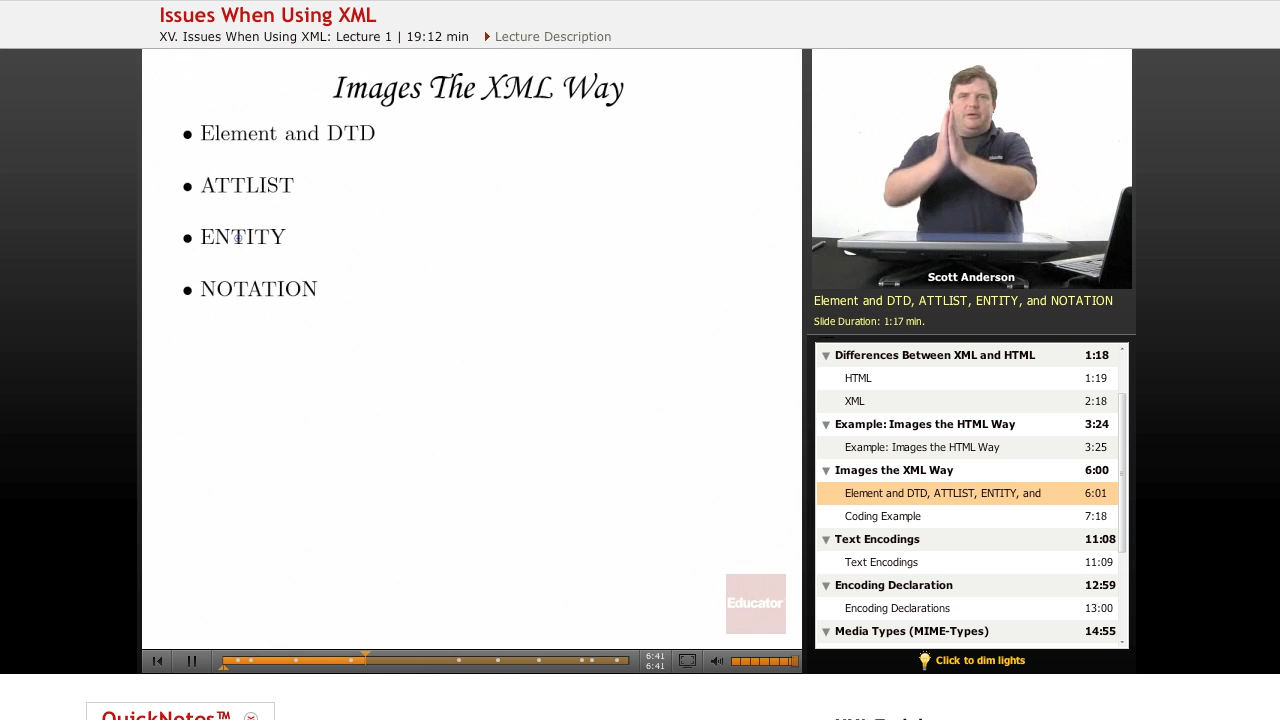 Issues When Using XML
XV. Issues When Using XML: Lecture 1 | 19:12 min Lecture Description
Images The XML Way
• Element and DTD
• ATTLIST
• ENTITY
• NOTATION
Educator
Scott Anderson
Element and DTD, ATTLIST, ENTITY, and NOTATION
Slide Duration: 1:17 min.
Differences Between XML and HTML 1:18
HTML 1:19
XML 2:18
Example: Images the HTML Way 3:24
Example: Images the HTML Way 3:25
Images the XML Way 6:00
Element and DTD, ATTLIST, ENTITY, and 6:01
Coding Example 7:18
Text Encodings 11:08
Text Encodings 11:09
Encoding Declaration 12:59
Encoding Declarations 13:00
Media Types (MIME-Types) 14:55
6:41
6:41
Click to dim lights
QuickNotes™